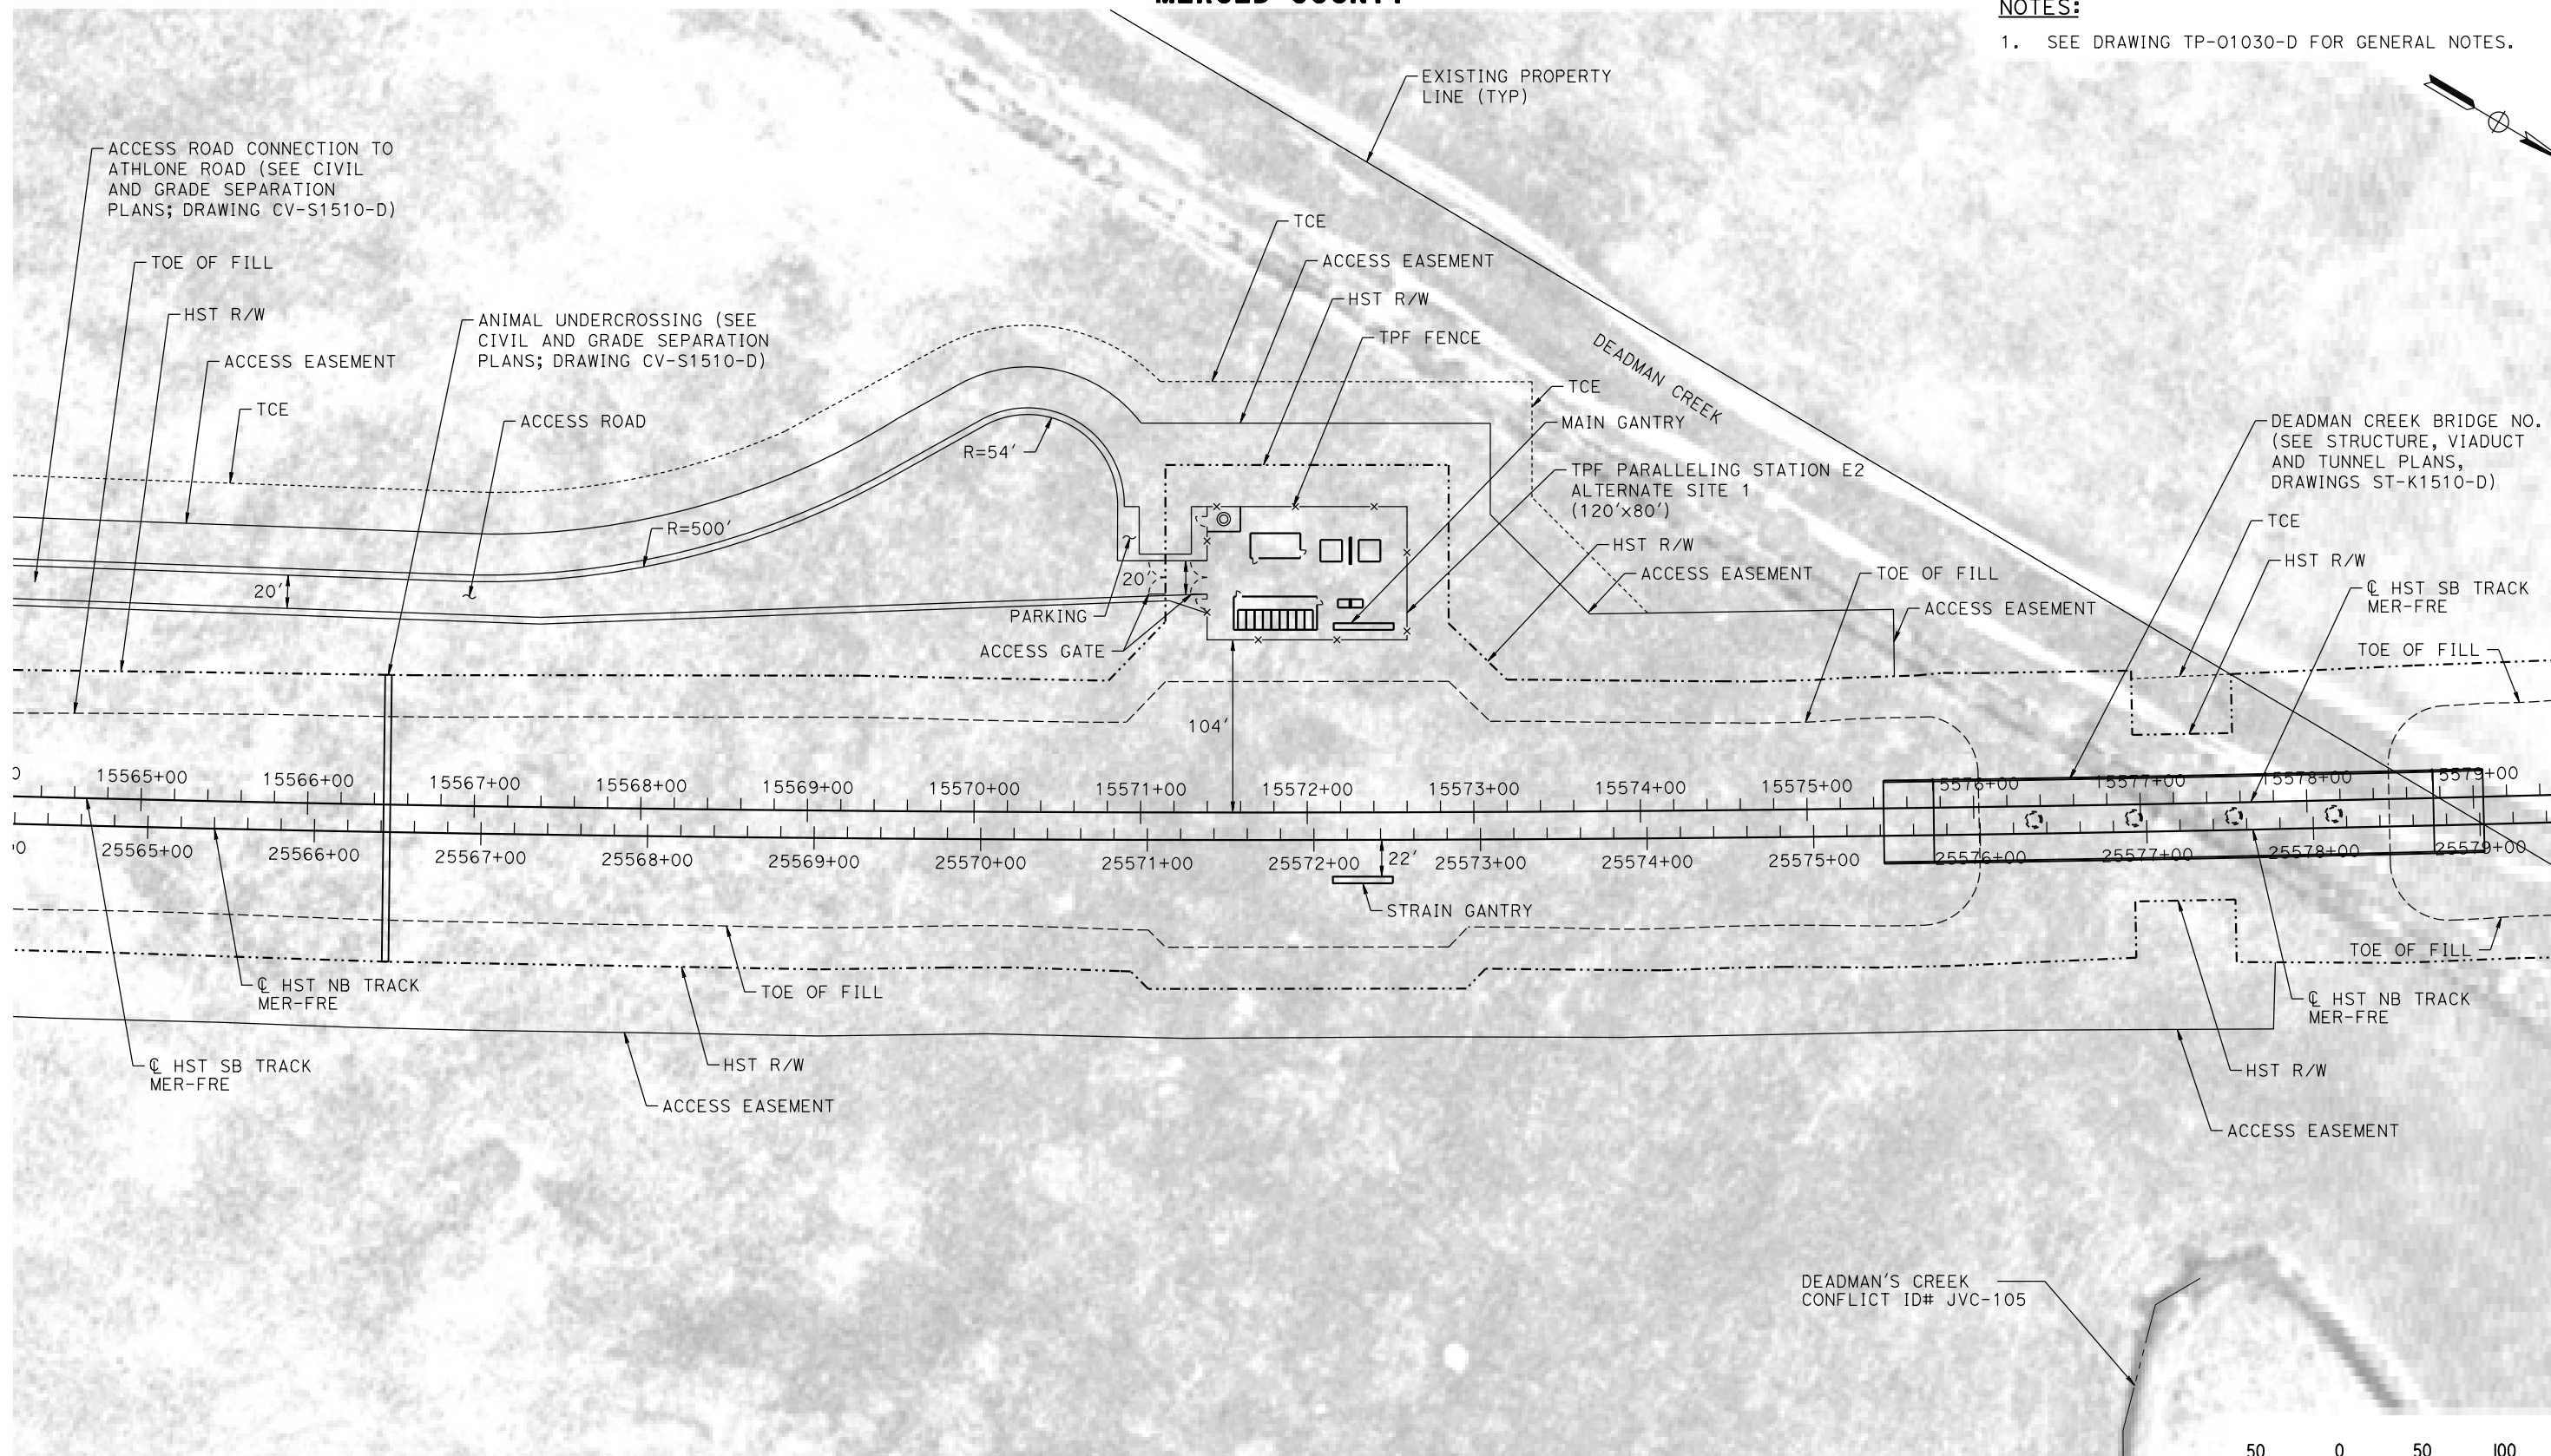 MERCED COUNTY
NOTES:
1. SEE DRAWING TP-01030-D FOR GENERAL NOTES.
EXISTING PROPERTY
LINE (TYP)
ACCESS ROAD CONNECTION TO
ATHLONE ROAD (SEE CIVIL
AND GRADE SEPARATION
PLANS; DRAWING CV-S1510-D)
TOE OF FILL
HST R/W
ACCESS EASEMENT
TCE
ANIMAL UNDERCROSSING (SEE
CIVIL AND GRADE SEPARATION
PLANS; DRAWING CV-S1510-D)
ACCESS ROAD
TCE
ACCESS EASEMENT
HST R/W
TPF FENCE
DEADMAN CREEK
TCE
MAIN GANTRY
TPF PARALLELING STATION E2
ALTERNATE SITE 1
(120'x80')
HST R/W
ACCESS EASEMENT
TOE OF FILL
ACCESS EASEMENT
DEADMAN CREEK BRIDGE NO.
(SEE STRUCTURE, VIADUCT
AND TUNNEL PLANS,
DRAWINGS ST-K1510-D)
TCE
HST R/W
℄ HST SB TRACK
MER-FRE
TOE OF FILL
R=54'
R=500'
20'
20'
PARKING
ACCESS GATE
104'
0 15565+00 15566+00 15567+00 15568+00 15569+00 15570+00 15571+00 15572+00 15573+00 15574+00 15575+00 15576+00 15577+00 15578+00 15579+00
00 25565+00 25566+00 25567+00 25568+00 25569+00 25570+00 25571+00 25572+00 25573+00 25574+00 25575+00 25576+00 25577+00 25578+00 25579+00
22'
STRAIN GANTRY
℄ HST NB TRACK
MER-FRE
℄ HST SB TRACK
MER-FRE
TOE OF FILL
HST R/W
ACCESS EASEMENT
TOE OF FILL
℄ HST NB TRACK
MER-FRE
HST R/W
ACCESS EASEMENT
DEADMAN'S CREEK
CONFLICT ID# JVC-105
50 0 50 100